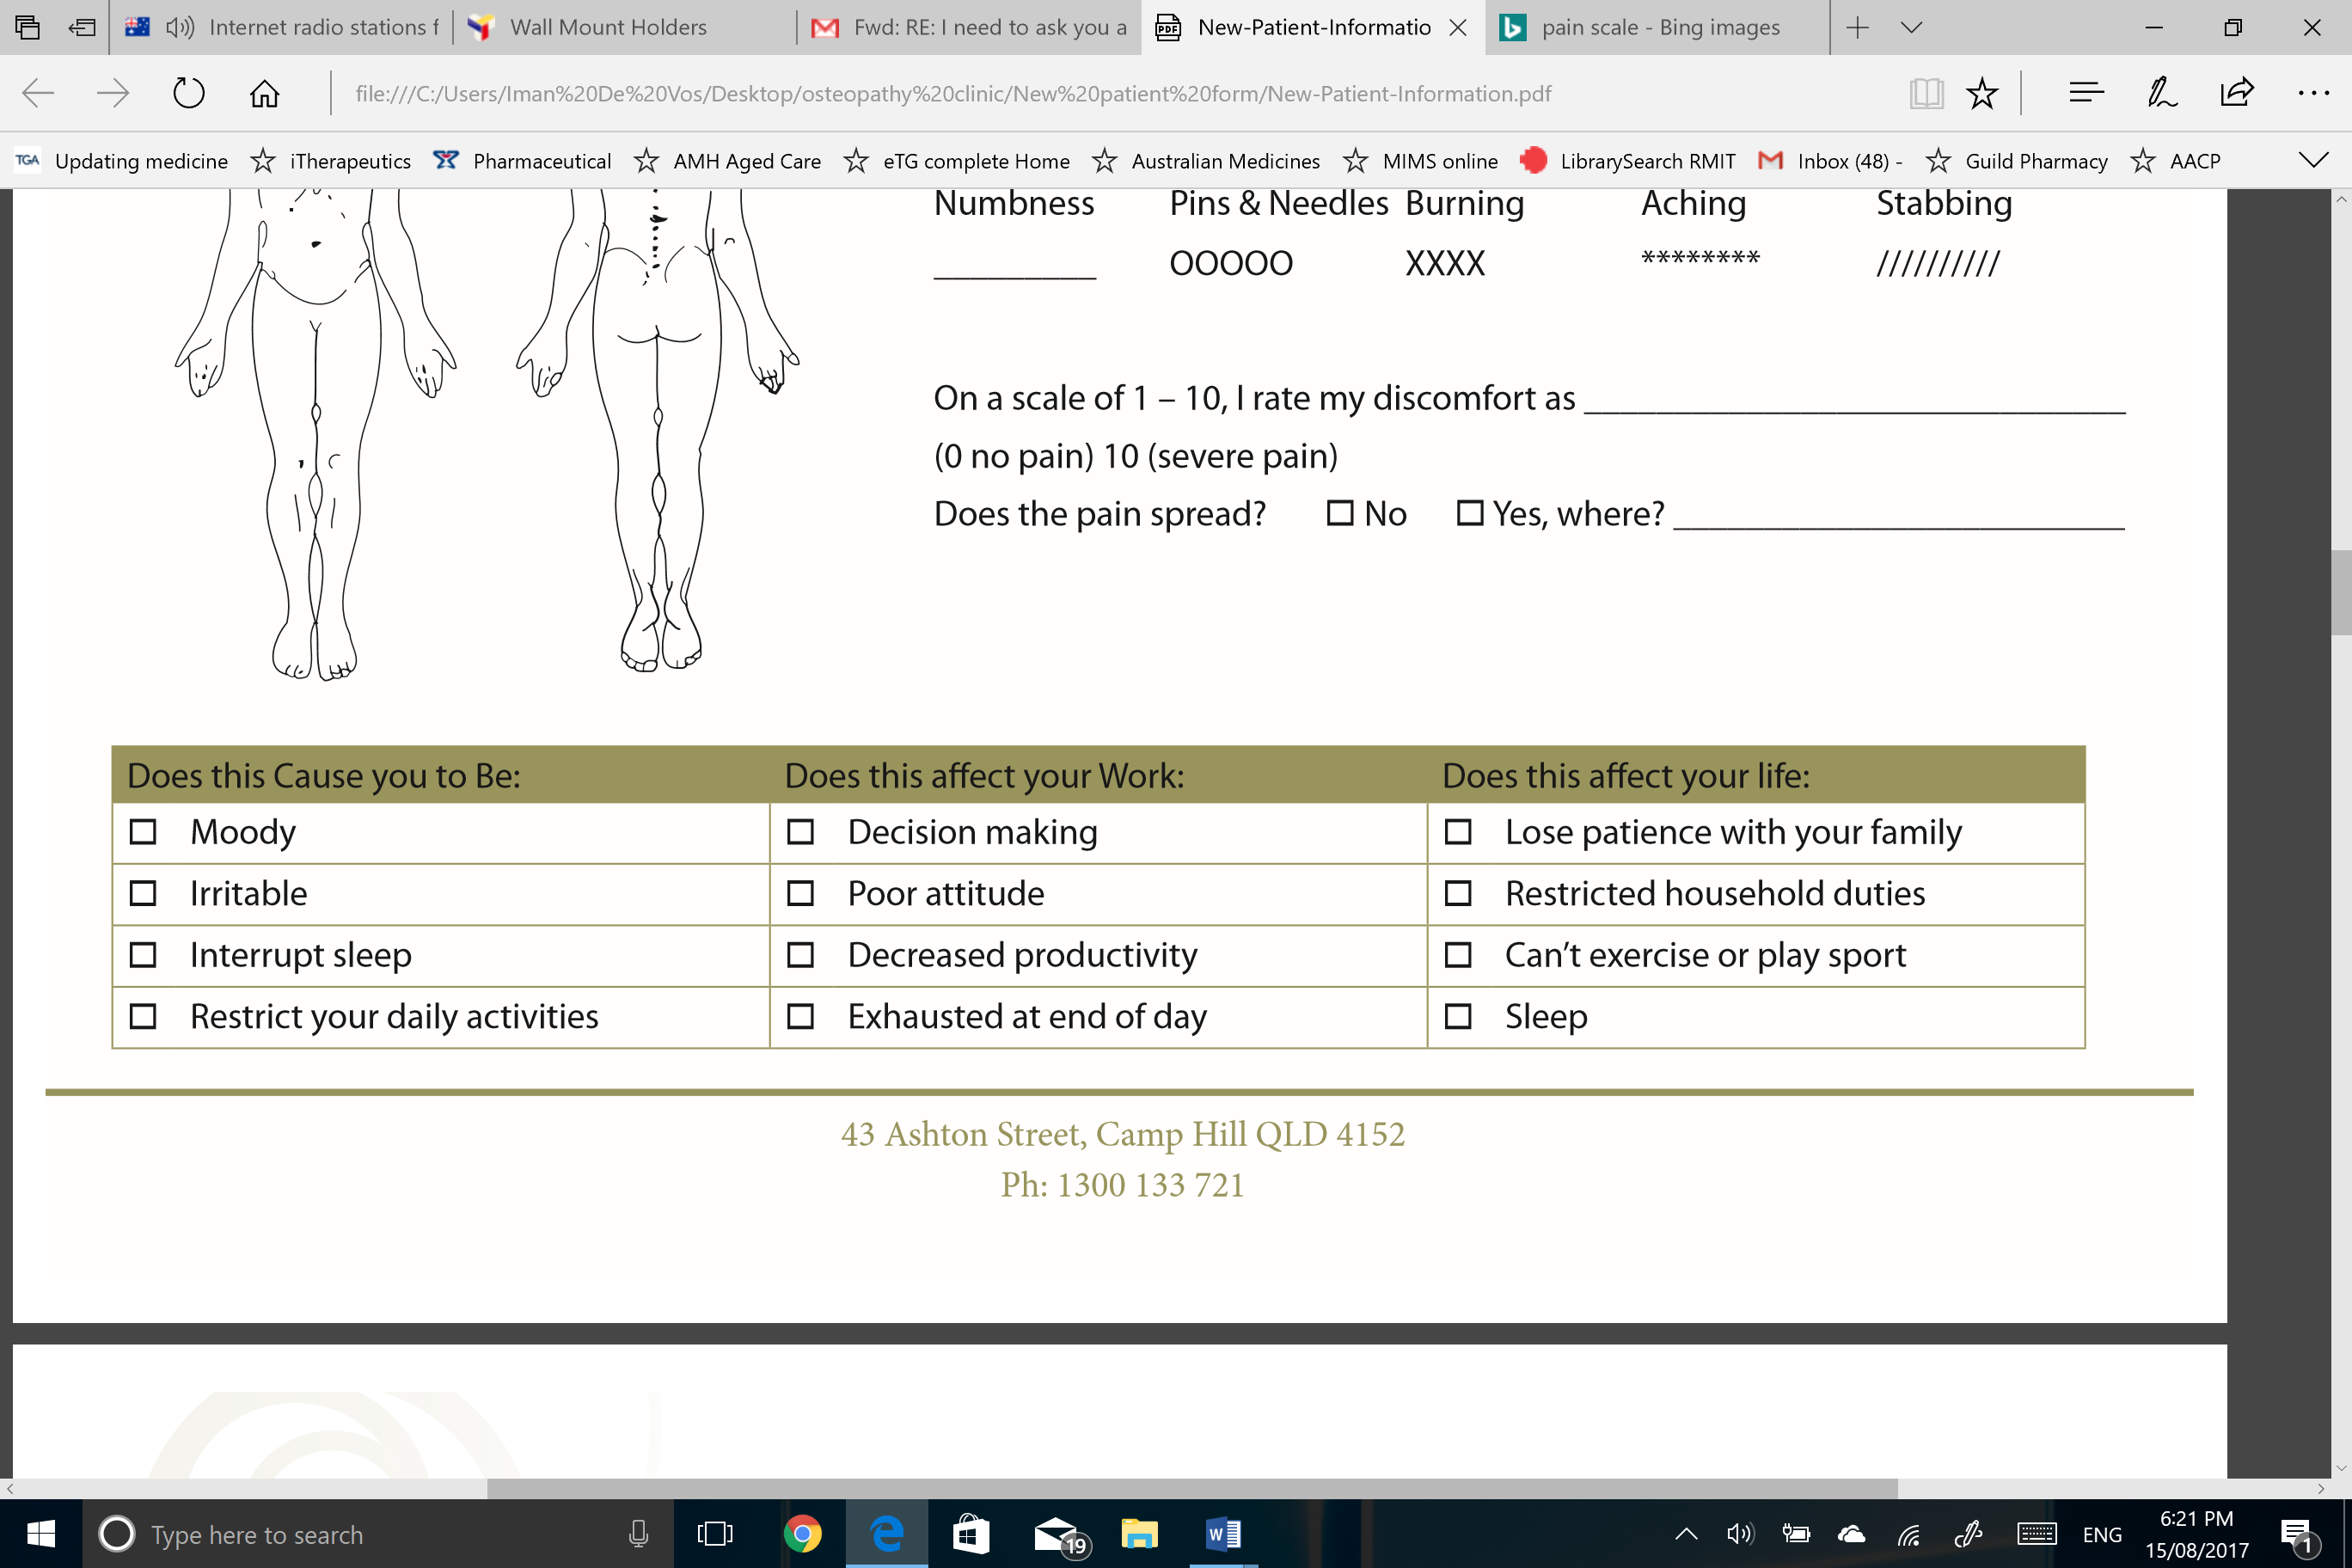 Internet radio stations f
Wall Mount Holders
Fwd: RE: I need to ask you a
PDF
New-Patient-Informatio
b
pain scale - Bing images
file:///C:/Users/Iman%20De%20Vos/Desktop/osteopathy%20clinic/New%20patient%20form/New-Patient-Information.pdf
TGA Updating medicine
iTherapeutics
Pharmaceutical
AMH Aged Care
eTG complete Home
Australian Medicines
MIMS online
LibrarySearch RMIT
Inbox (48) -
Guild Pharmacy
AACP
Numbness Pins & Needles Burning Aching Stabbing
_________ OOOOO XXXX ******** //////////
On a scale of 1 – 10, I rate my discomfort as ______________________________
(0 no pain) 10 (severe pain)
Does the pain spread? ☐ No ☐ Yes, where? _________________________
Does this Cause you to Be: Does this affect your Work: Does this affect your life:
☐ Moody ☐ Decision making ☐ Lose patience with your family
☐ Irritable ☐ Poor attitude ☐ Restricted household duties
☐ Interrupt sleep ☐ Decreased productivity ☐ Can’t exercise or play sport
☐ Restrict your daily activities ☐ Exhausted at end of day ☐ Sleep
43 Ashton Street, Camp Hill QLD 4152
Ph: 1300 133 721
Type here to search
19
W
ENG
6:21 PM
15/08/2017
1